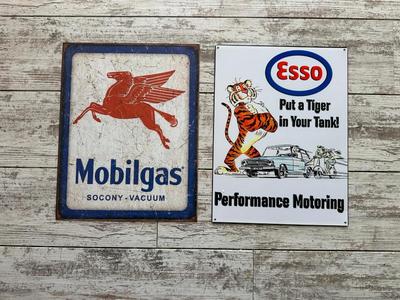 Mobilgas
SOCONY-VACUUM
Esso
Put a Tiger
in Your Tank!
Performance Motoring